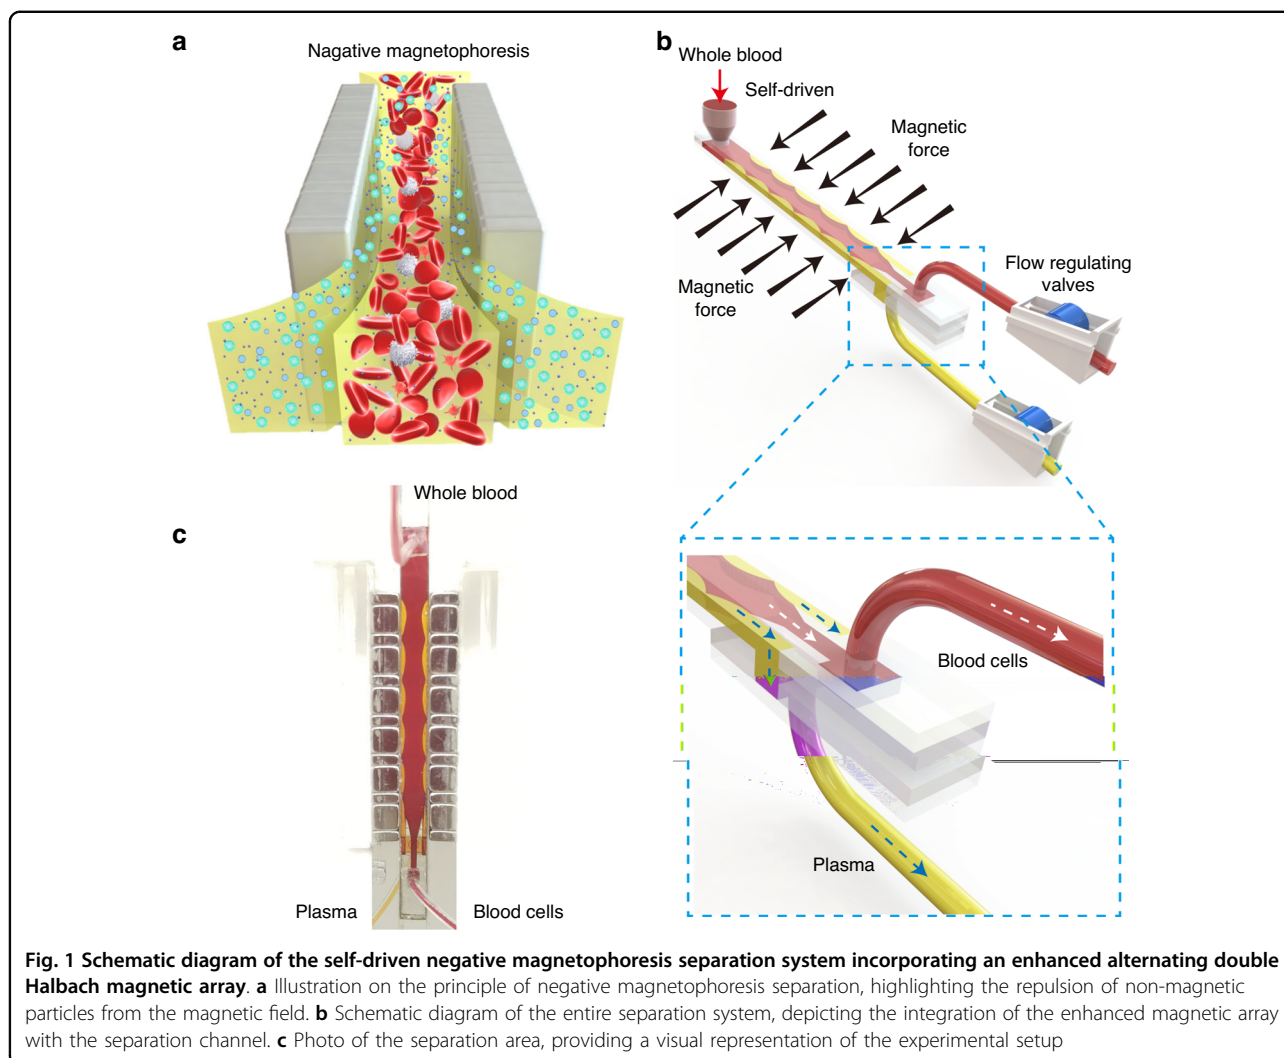 a
Nagative magnetophoresis
b
Whole blood
Self-driven
Magnetic
force
Magnetic
force
Flow regulating
valves
Blood cells
Plasma
c
Whole blood
Plasma
Blood cells
Fig. 1 Schematic diagram of the self-driven negative magnetophoresis separation system incorporating an enhanced alternating double
Halbach magnetic array. a Illustration on the principle of negative magnetophoresis separation, highlighting the repulsion of non-magnetic
particles from the magnetic field. b Schematic diagram of the entire separation system, depicting the integration of the enhanced magnetic array
with the separation channel. c Photo of the separation area, providing a visual representation of the experimental setup